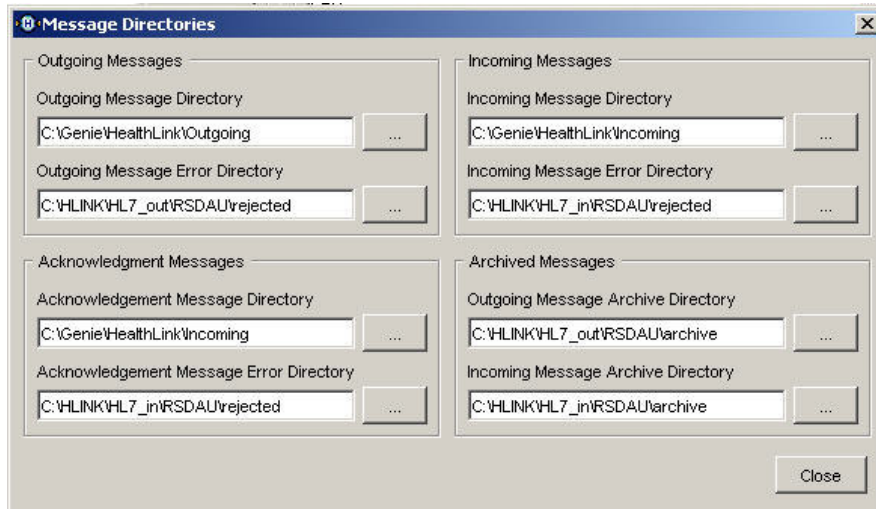 Message Directories
Outgoing Messages
Outgoing Message Directory
C:\Genie\HealthLink\Outgoing
...
Outgoing Message Error Directory
C:\HLINK\HL7_out\RSDAU\rejected
...
Incoming Messages
Incoming Message Directory
C:\Genie\HealthLink\Incoming
...
Incoming Message Error Directory
C:\HLINK\HL7_in\RSDAU\rejected
...
Acknowledgment Messages
Acknowledgement Message Directory
C:\Genie\HealthLink\Incoming
...
Acknowledgement Message Error Directory
C:\HLINK\HL7_in\RSDAU\rejected
...
Archived Messages
Outgoing Message Archive Directory
C:\HLINK\HL7_out\RSDAU\archive
...
Incoming Message Archive Directory
C:\HLINK\HL7_in\RSDAU\archive
...
Close